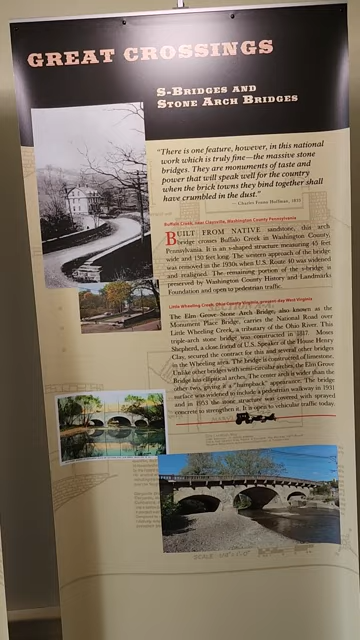 GREAT CROSSINGS
S-BRIDGES AND
STONE ARCH BRIDGES
"There is one feature, however, in this national
work which is truly fine—the massive stone
bridges. They are monuments of taste and
power that will speak well for the country
when the brick towns they bind together shall
have crumbled in the dust."
- Charles Fenno Hoffman, 1835
Buffalo Creek, near Claysville, Washington County Pennsylvania
BUILT FROM NATIVE sandstone, this arch
bridge crosses Buffalo Creek in Washington County,
Pennsylvania. It is an s-shaped structure measuring 45 feet
wide and 130 feet long. The western approach of the bridge
was removed in the 1930s when U.S. Route 40 was widened
and realigned. The remaining portion of the s-bridge is
preserved by Washington County History and Landmarks
Foundation and open to pedestrian traffic.
Little Wheeling Creek, Ohio County Virginia, present-day West Virginia
The Elm Grove Stone Arch Bridge, also known as the
Monument Place Bridge, carries the National Road over
Little Wheeling Creek, a tributary of the Ohio River. This
triple-arch stone bridge was constructed in 1817. Moses
Shepherd, a close friend of U.S. Speaker of the House Henry
Clay, secured the contract for this and several other bridges
in the Wheeling area. The bridge is constructed of limestone.
Unlike other bridges with semi-circular arches, the Elm Grove
Bridge has elliptical arches. The center arch is wider than the
other two, giving it a "humpback" appearance. The bridge
surface was widened to include a pedestrian walkway in 1931
and in 1953 the stone structure was covered with sprayed
concrete to strengthen it. It is open to vehicular traffic today.